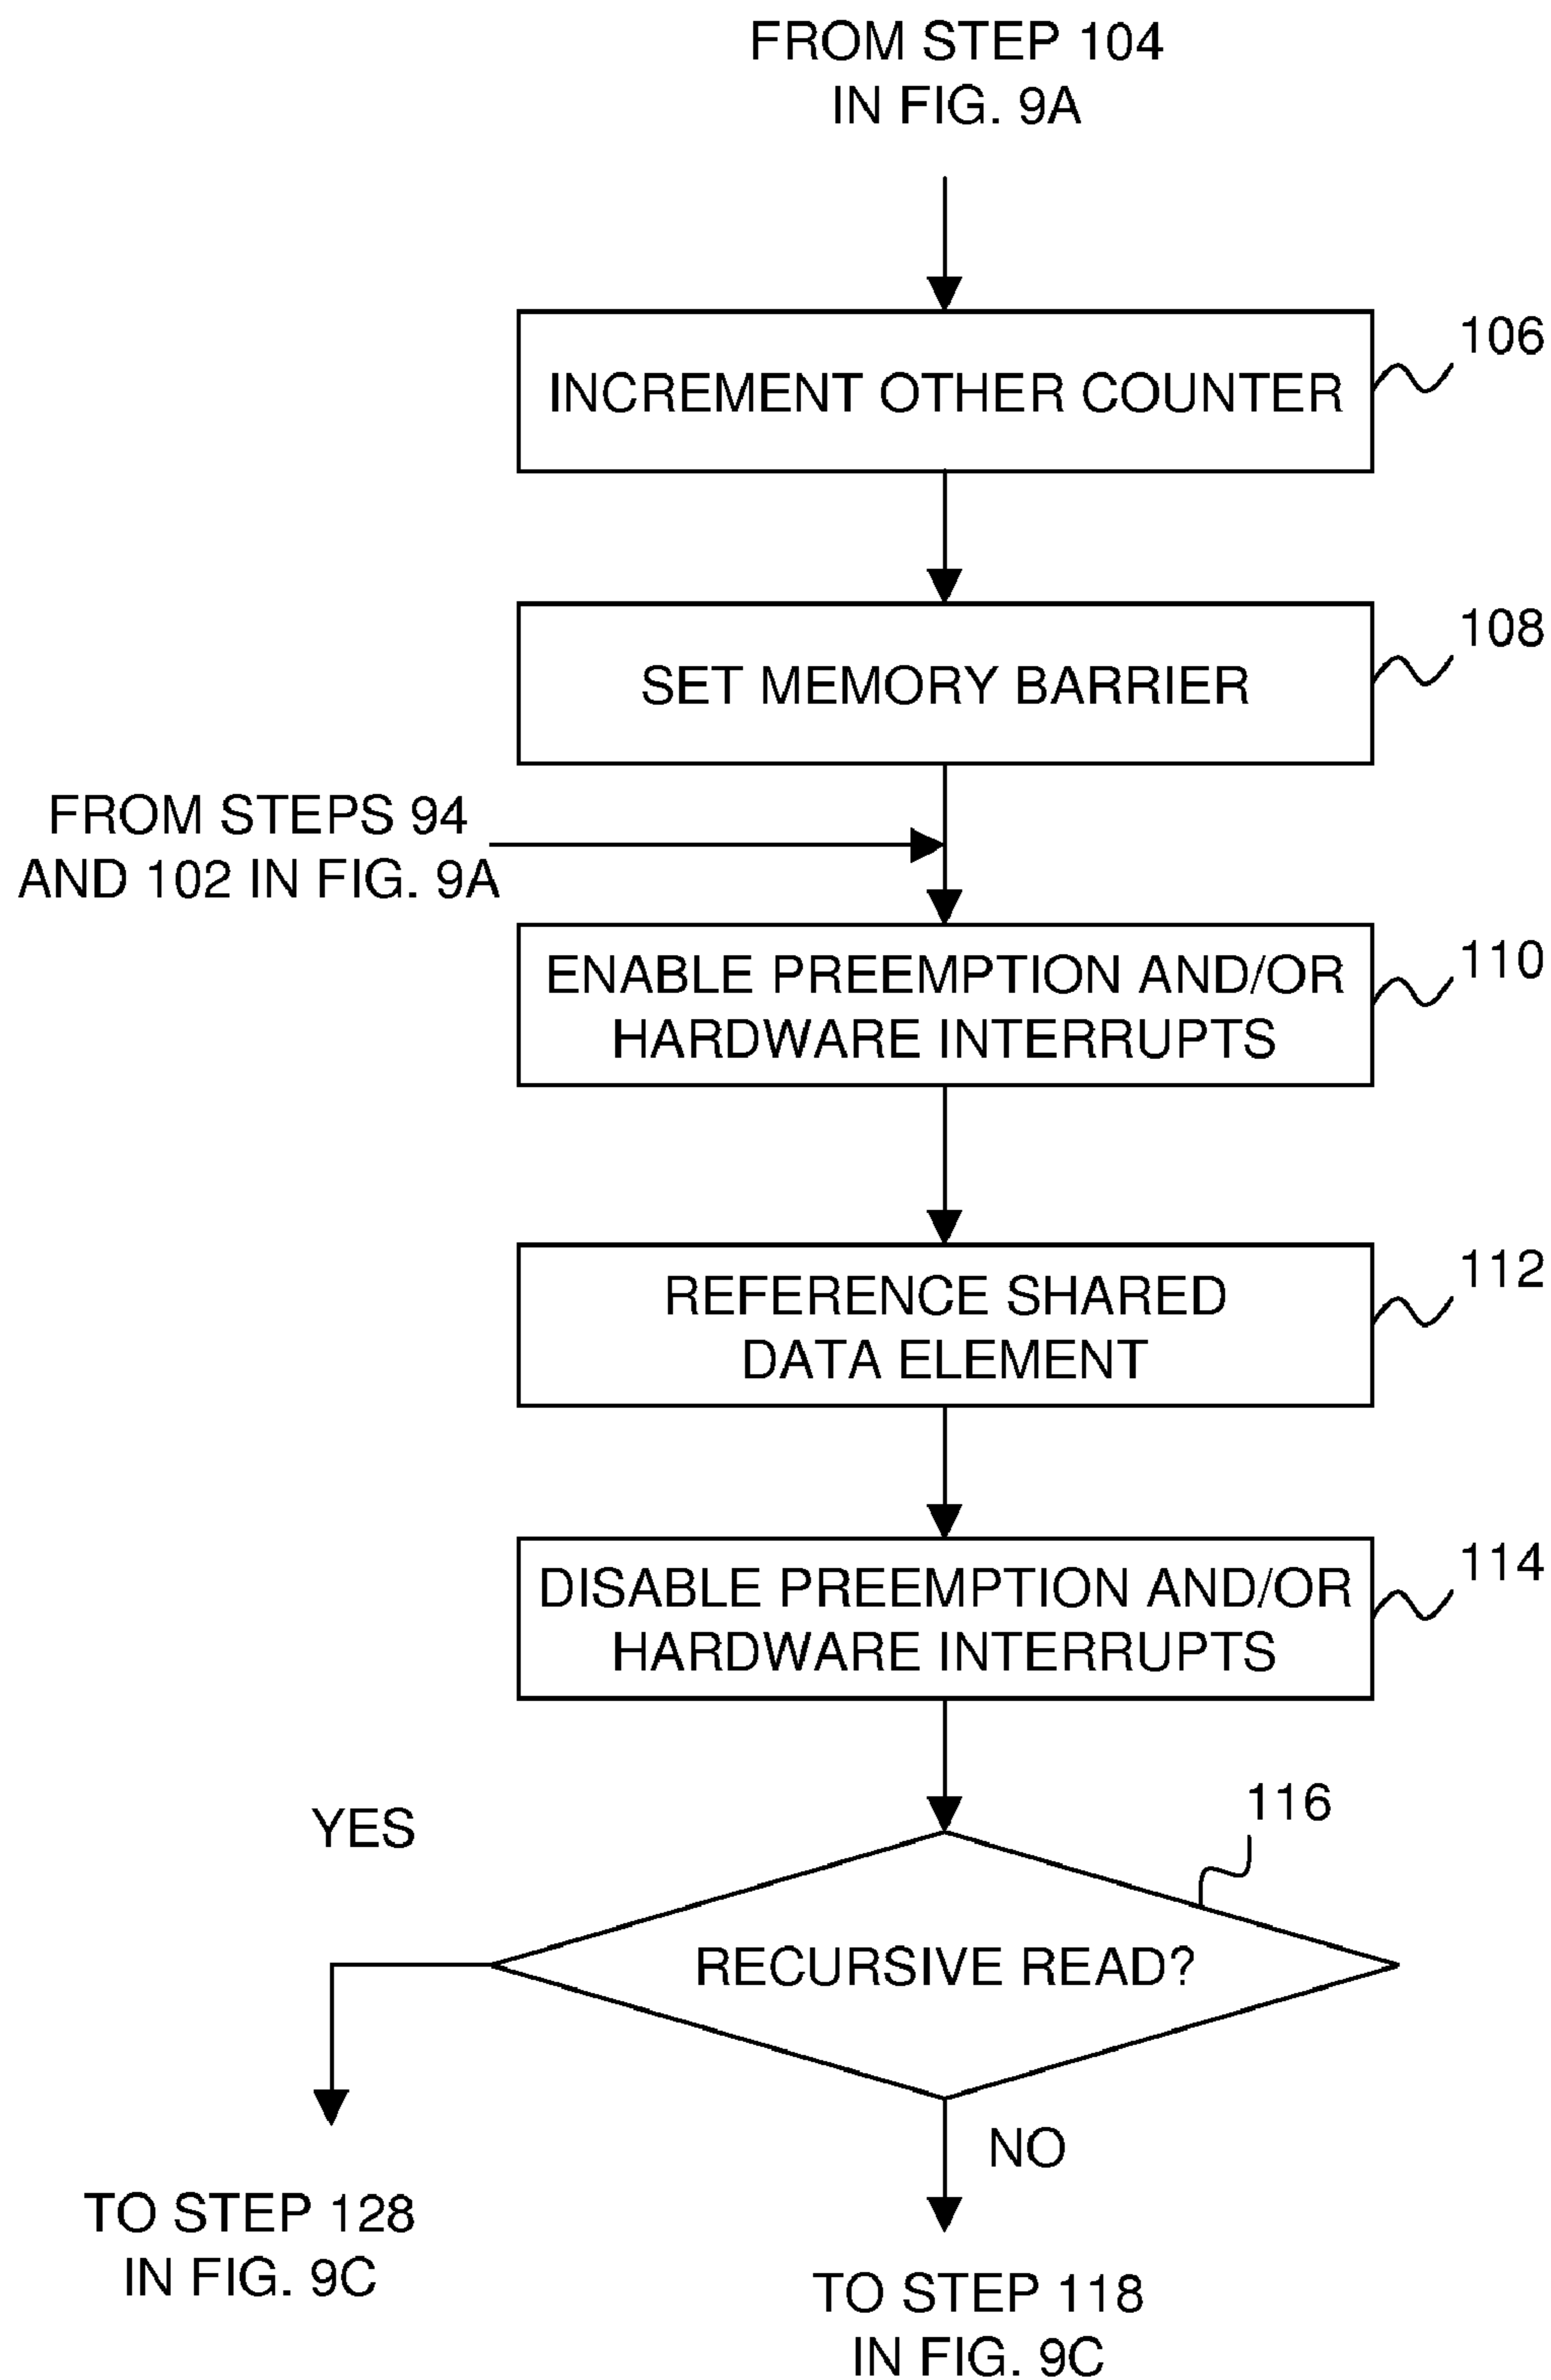 FROM STEP 104
IN FIG. 9A
106
INCREMENT OTHER COUNTER
108
SET MEMORY BARRIER
FROM STEPS 94
AND 102 IN FIG. 9A
110
ENABLE PREEMPTION AND/OR
HARDWARE INTERRUPTS
112
REFERENCE SHARED
DATA ELEMENT
114
DISABLE PREEMPTION AND/OR
HARDWARE INTERRUPTS
116
YES
RECURSIVE READ?
NO
TO STEP 128
IN FIG. 9C
TO STEP 118
IN FIG. 9C